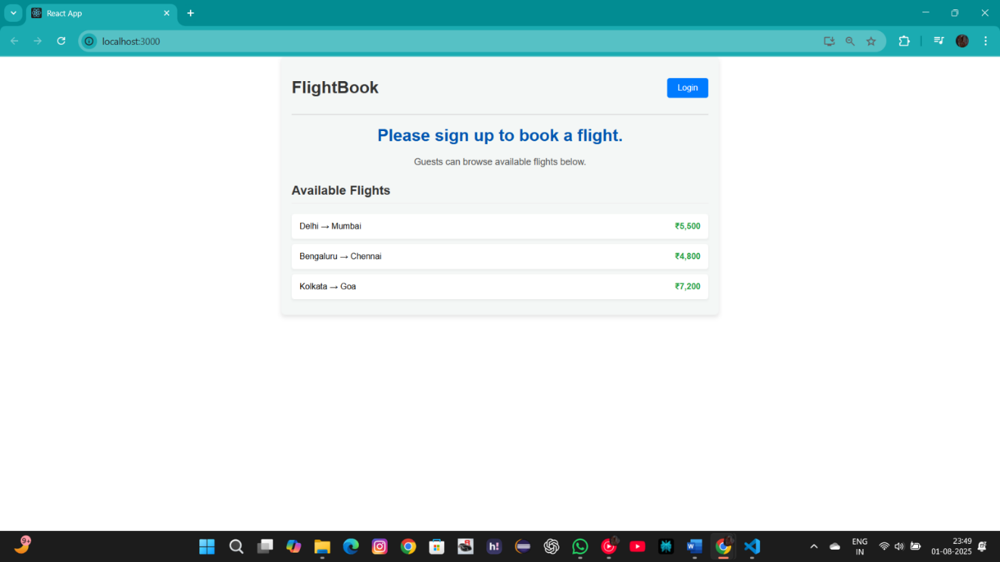 React App
localhost:3000
FlightBook
Login
Please sign up to book a flight.
Guests can browse available flights below.
Available Flights
Delhi → Mumbai ₹5,500
Bengaluru → Chennai ₹4,800
Kolkata → Goa ₹7,200
9+
h!
W
ENG
IN
23:49
01-08-2025